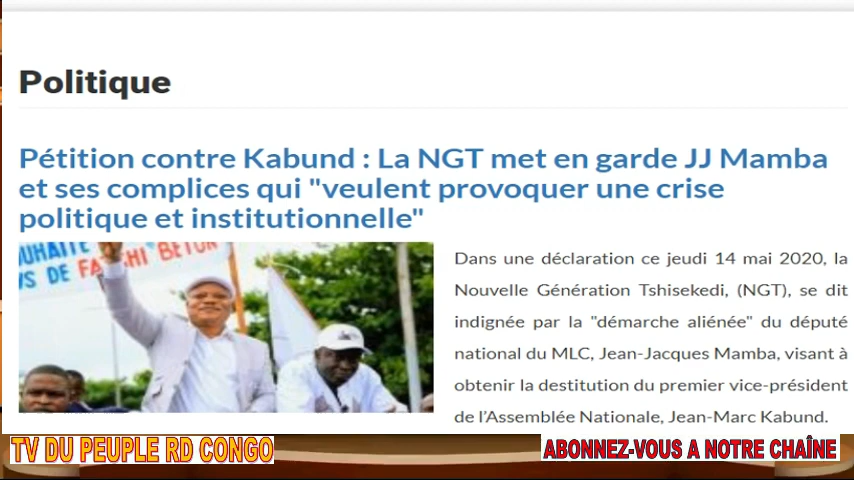 Politique
Pétition contre Kabund : La NGT met en garde JJ Mamba
et ses complices qui "veulent provoquer une crise
politique et institutionnelle"
OUHAITE
BETON
S DE
Dans une déclaration ce jeudi 14 mai 2020, la
Nouvelle Génération Tshisekedi, (NGT), se dit
indignée par la "démarche aliénée" du député
national du MLC, Jean-Jacques Mamba, visant à
obtenir la destitution du premier vice-président
de l'Assemblée Nationale, Jean-Marc Kabund.
TV DU PEUPLE RD CONGO
ABONNEZ-VOUS A NOTRE CHAÎNE